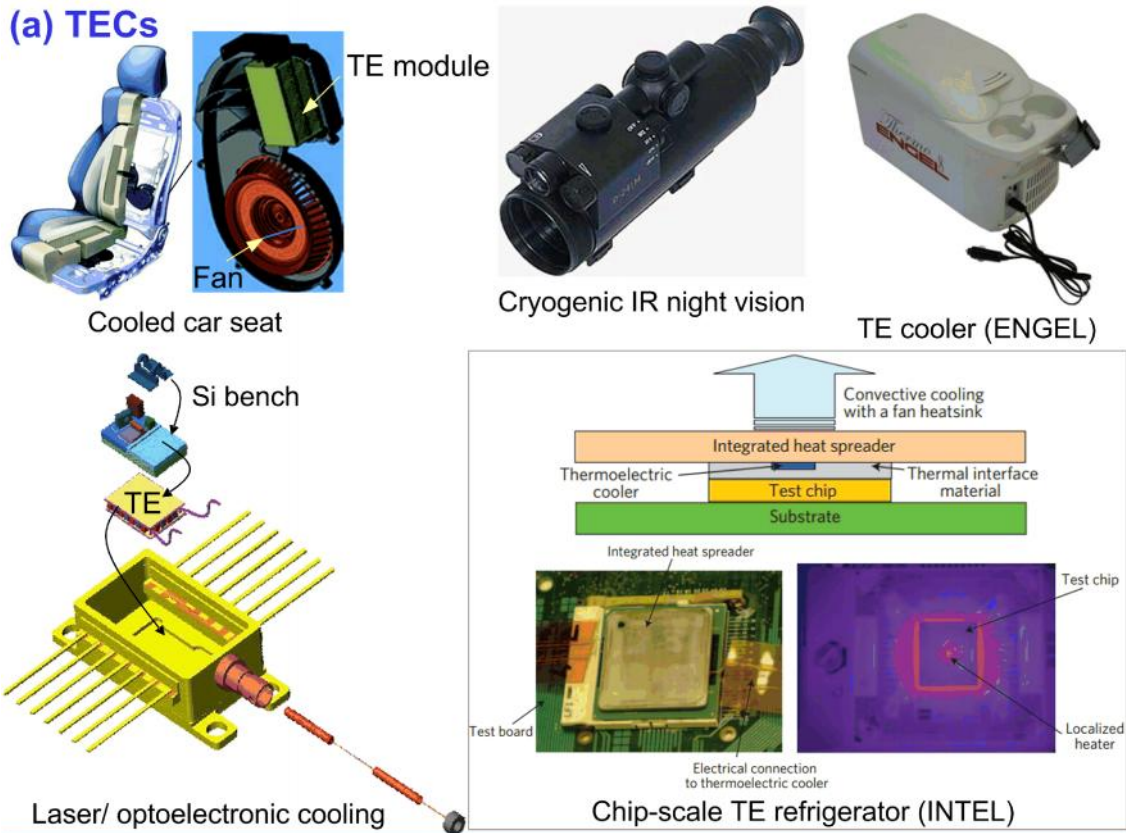 (a) TECs
TE module
Fan
Cooled car seat
Cryogenic IR night vision
Thermo
ENGEL
TE cooler (ENGEL)
Si bench
TE
Laser/ optoelectronic cooling
Convective cooling
with a fan heatsink
Integrated heat spreader
Thermoelectric
cooler
Thermal interface
material
Test chip
Substrate
Integrated heat spreader
Test board
Electrical connection
to thermoelectric cooler
Test chip
Localized
heater
Chip-scale TE refrigerator (INTEL)